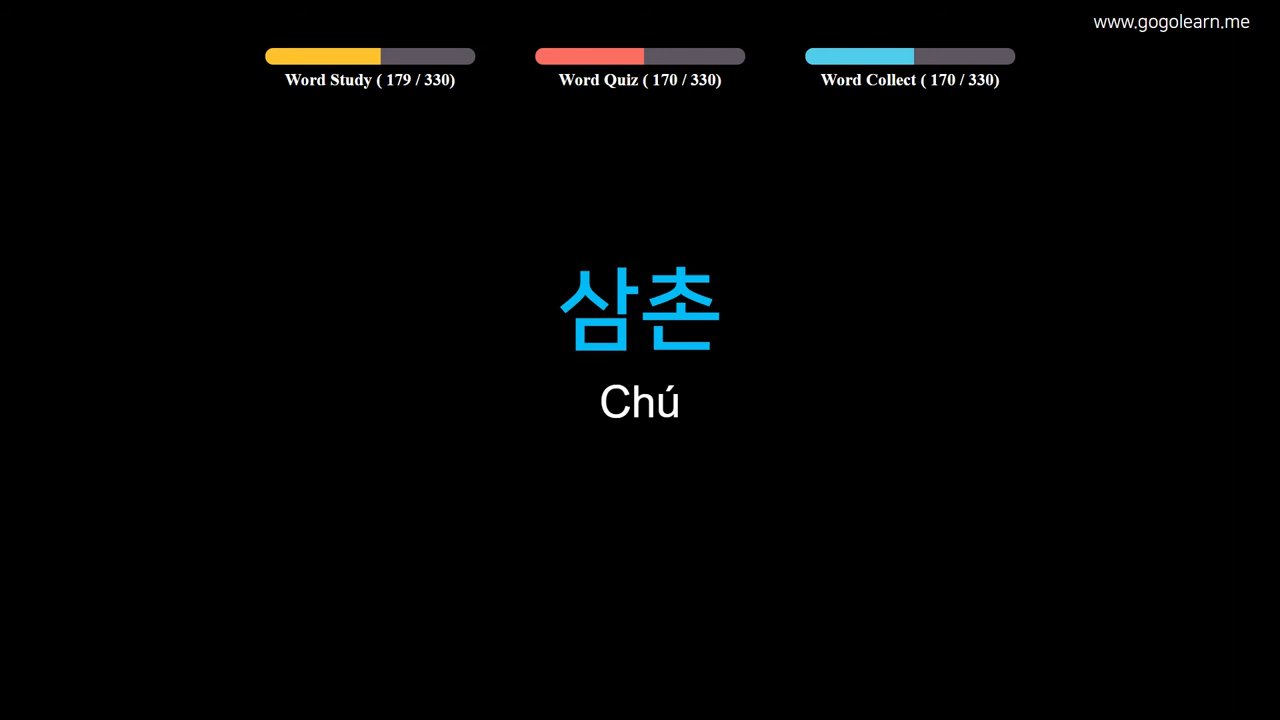 www.gogolearn.me
Word Study ( 179 / 330)
Word Quiz ( 170 / 330)
Word Collect ( 170 / 330)
삼촌
Chú